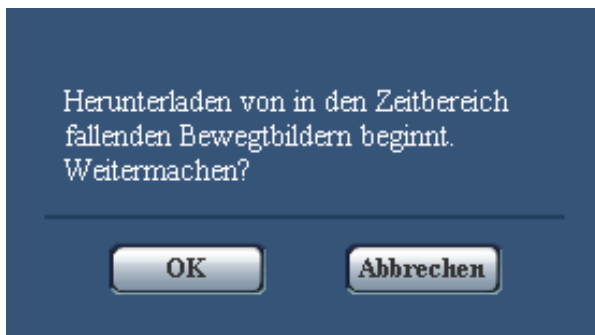 Herunterladen von in den Zeitbereich
fallenden Bewegtbildern beginnt.
Weitermachen?
OK Abbrechen